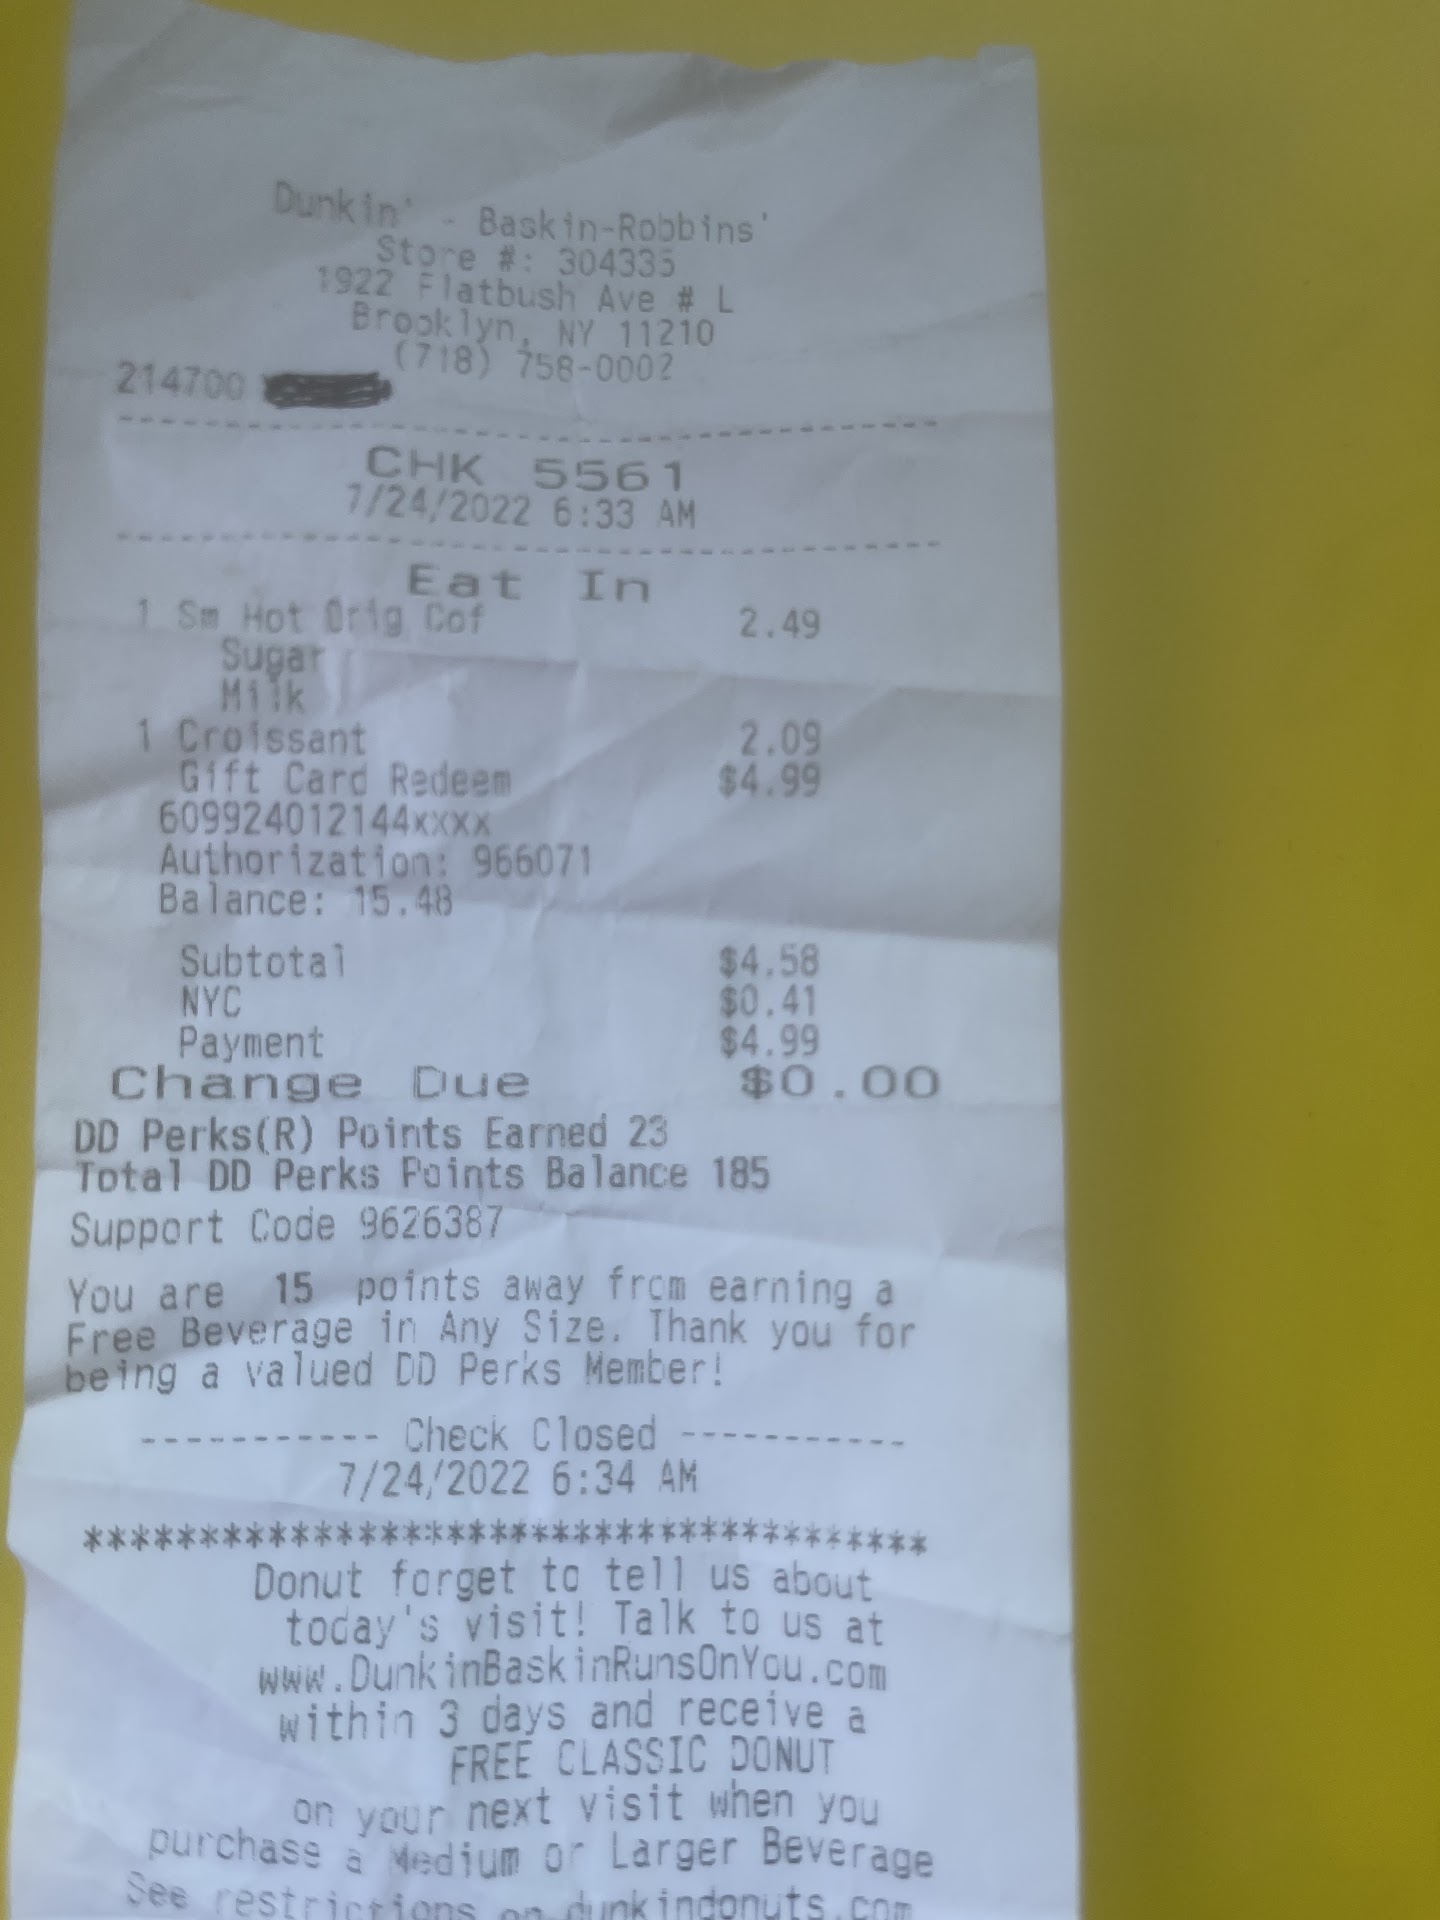 Dunkin' - Baskin-Robbins'
Store #: 304335
1922 Flatbush Ave # L
Brooklyn, NY 11210
(718) 758-0002
214700
CHK 5561
7/24/2022 6:33 AM
Eat In
1 Sm Hot Orig Cof 2.49
Sugar
Milk
1 Croissant 2.09
Gift Card Redeem $4.99
609924012144xxxx
Authorization: 966071
Balance: 15.48
Subtotal $4.58
NYC $0.41
Payment $4.99
Change Due $0.00
DD Perks(R) Points Earned 23
Total DD Perks Points Balance 185
Support Code 9626387
You are 15 points away from earning a
Free Beverage in Any Size. Thank you for
being a valued DD Perks Member!
----------- Check Closed -----------
7/24/2022 6:34 AM
*************************************
Donut forget to tell us about
today's visit! Talk to us at
www.DunkinBaskinRunsOnYou.com
within 3 days and receive a
FREE CLASSIC DONUT
on your next visit when you
purchase a Medium or Larger Beverage
See restrictions on dunkindonuts.com